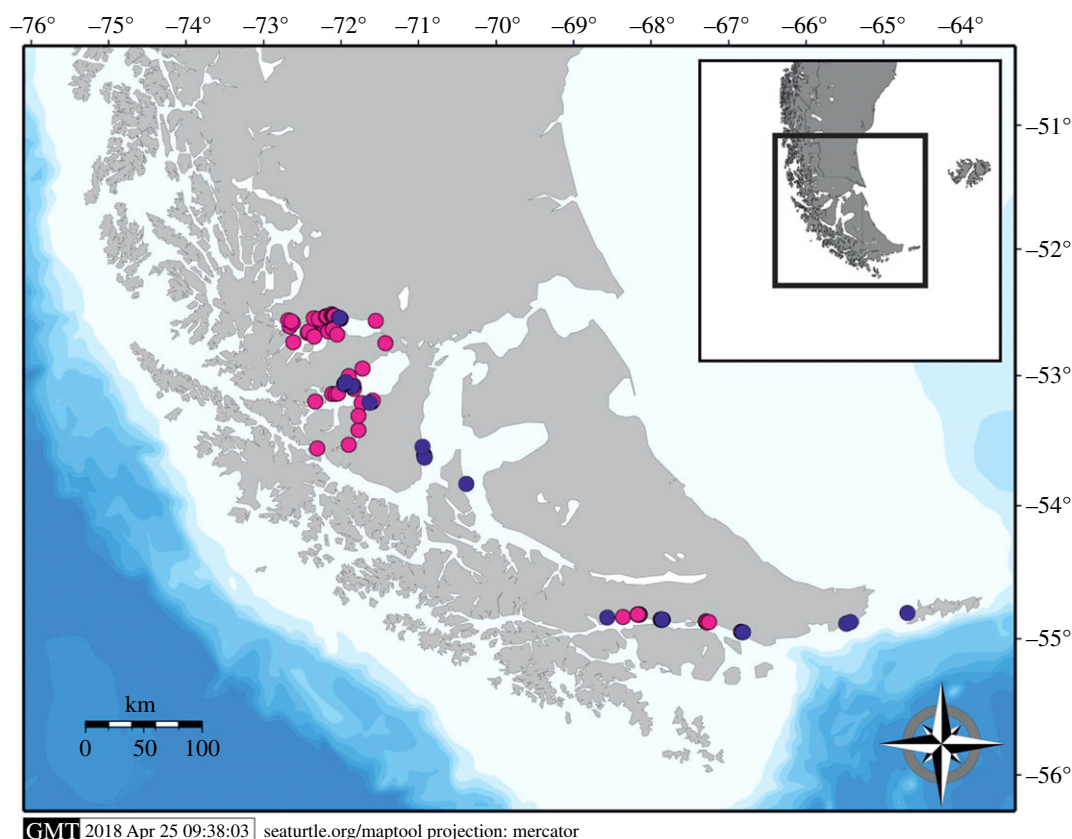 –76° –75° –74° –73° –72° –71° –70° –69° –68° –67° –66° –65° –64°
–51°
–52°
–53°
–54°
–55°
–56°
km
0 50 100
GMT 2018 Apr 25 09:38:03 seaturtle.org/maptool projection: mercator